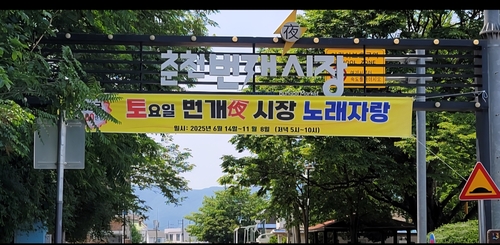 夜
춘천번개시장
토요일 번개夜 시장 노래자랑
일시: 2025년 6월 14일~11월 8일 (저녁 5시~10시)